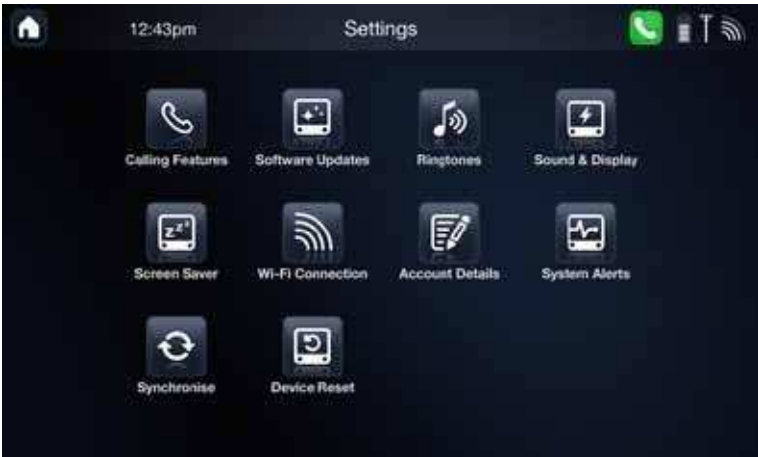 12:43pm Settings
Calling Features Software Updates Ringtones Sound & Display
zzz
Screen Saver Wi-Fi Connection Account Details System Alerts
Synchronise Device Reset